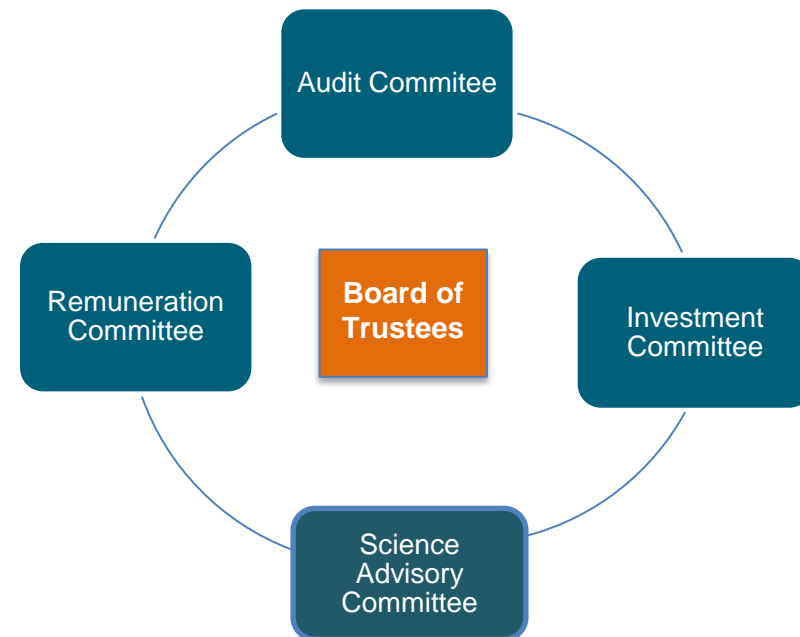 Audit Commitee
Remuneration
Committee
Board of
Trustees
Investment
Committee
Science
Advisory
Committee